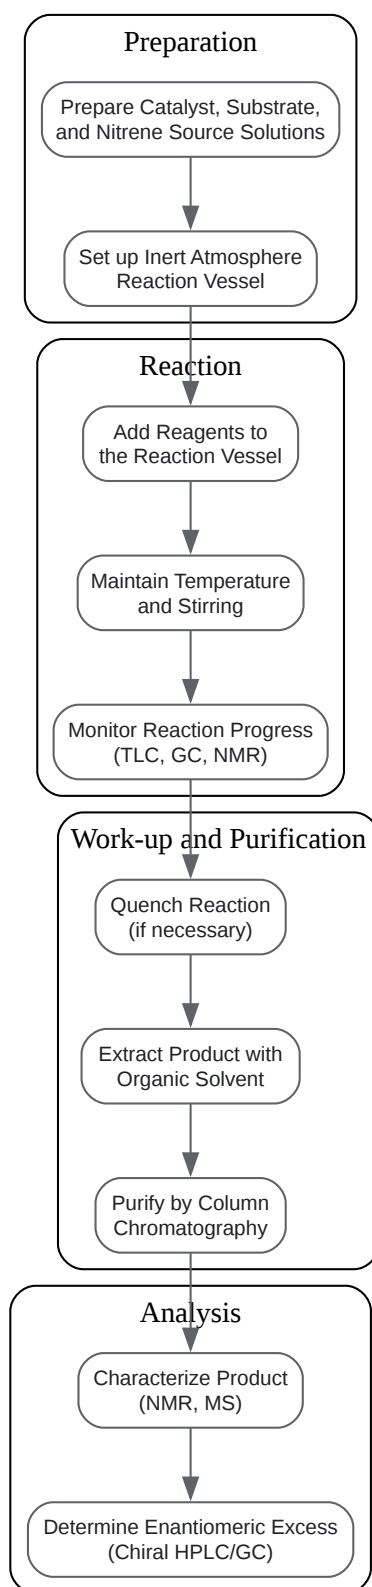 Preparation
Prepare Catalyst, Substrate,
and Nitrene Source Solutions
Set up Inert Atmosphere
Reaction Vessel
Reaction
Add Reagents to
the Reaction Vessel
Maintain Temperature
and Stirring
Monitor Reaction Progress
(TLC, GC, NMR)
Work-up and Purification
Quench Reaction
(if necessary)
Extract Product with
Organic Solvent
Purify by Column
Chromatography
Analysis
Characterize Product
(NMR, MS)
Determine Enantiomeric Excess
(Chiral HPLC/GC)